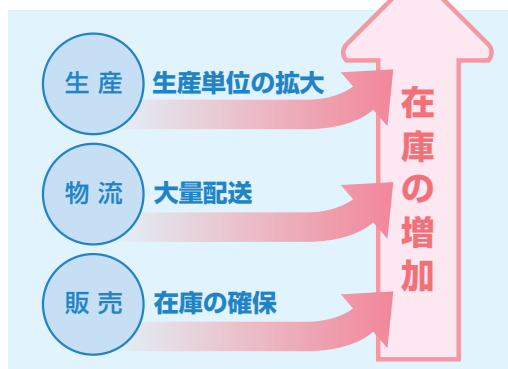 生産
生産単位の拡大
物流
大量配送
販売
在庫の確保
在庫の増加